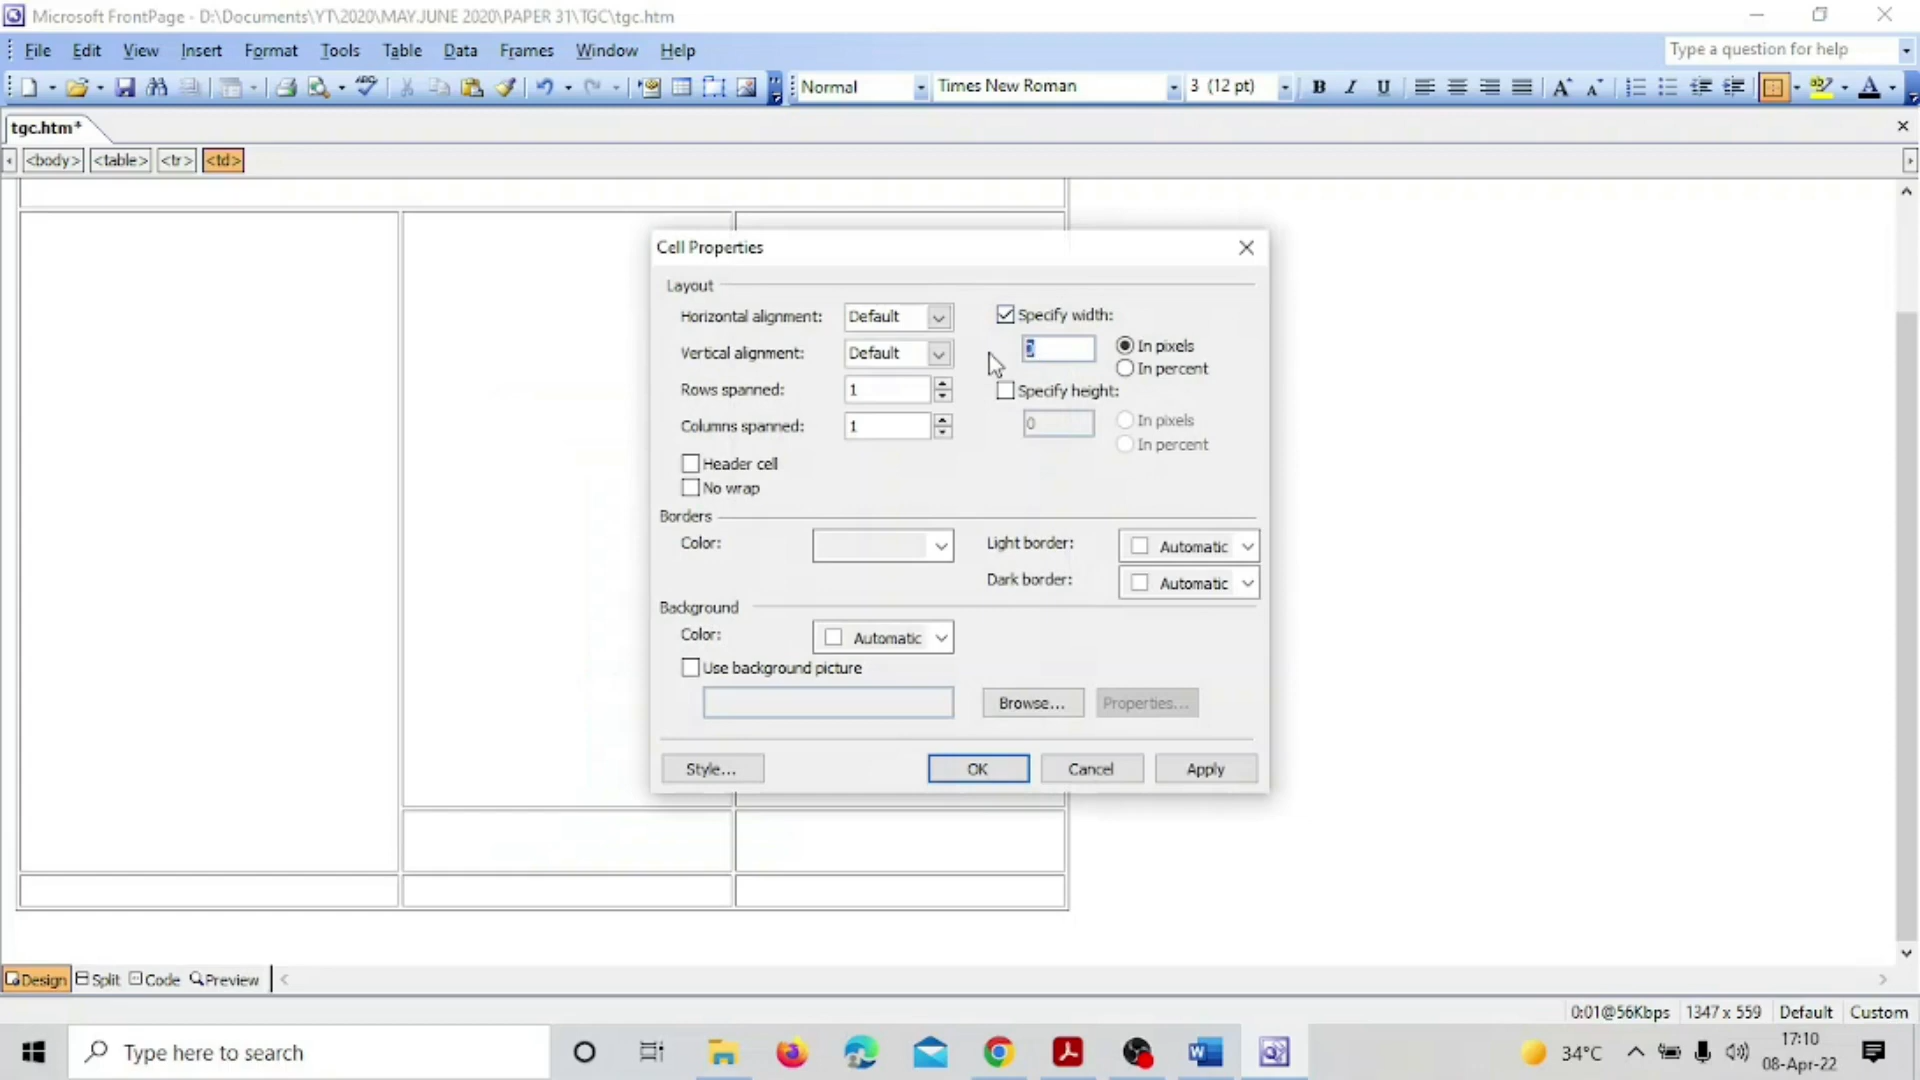 Microsoft FrontPage - D:\Documents\YT\2020\MAY.JUNE 2020\PAPER 31\TGC\tgc.htm
File Edit View Insert Format Tools Table Data Frames Window Help
Type a question for help
Normal Times New Roman 3 (12 pt) B I U A A ab A
tgc.htm*
<body> <table> <tr> <td>
Cell Properties
Layout
Horizontal alignment: Default
Specify width:
Vertical alignment: Default
In pixels
In percent
Rows spanned: 1
Specify height:
Columns spanned: 1
0
In pixels
In percent
Header cell
No wrap
Borders
Color:
Light border: Automatic
Dark border: Automatic
Background
Color: Automatic
Use background picture
Browse... Properties...
Style... OK Cancel Apply
Design Split Code Preview
0:01@56Kbps 1347 x 559 Default Custom
Type here to search
34°C
17:10
08-Apr-22